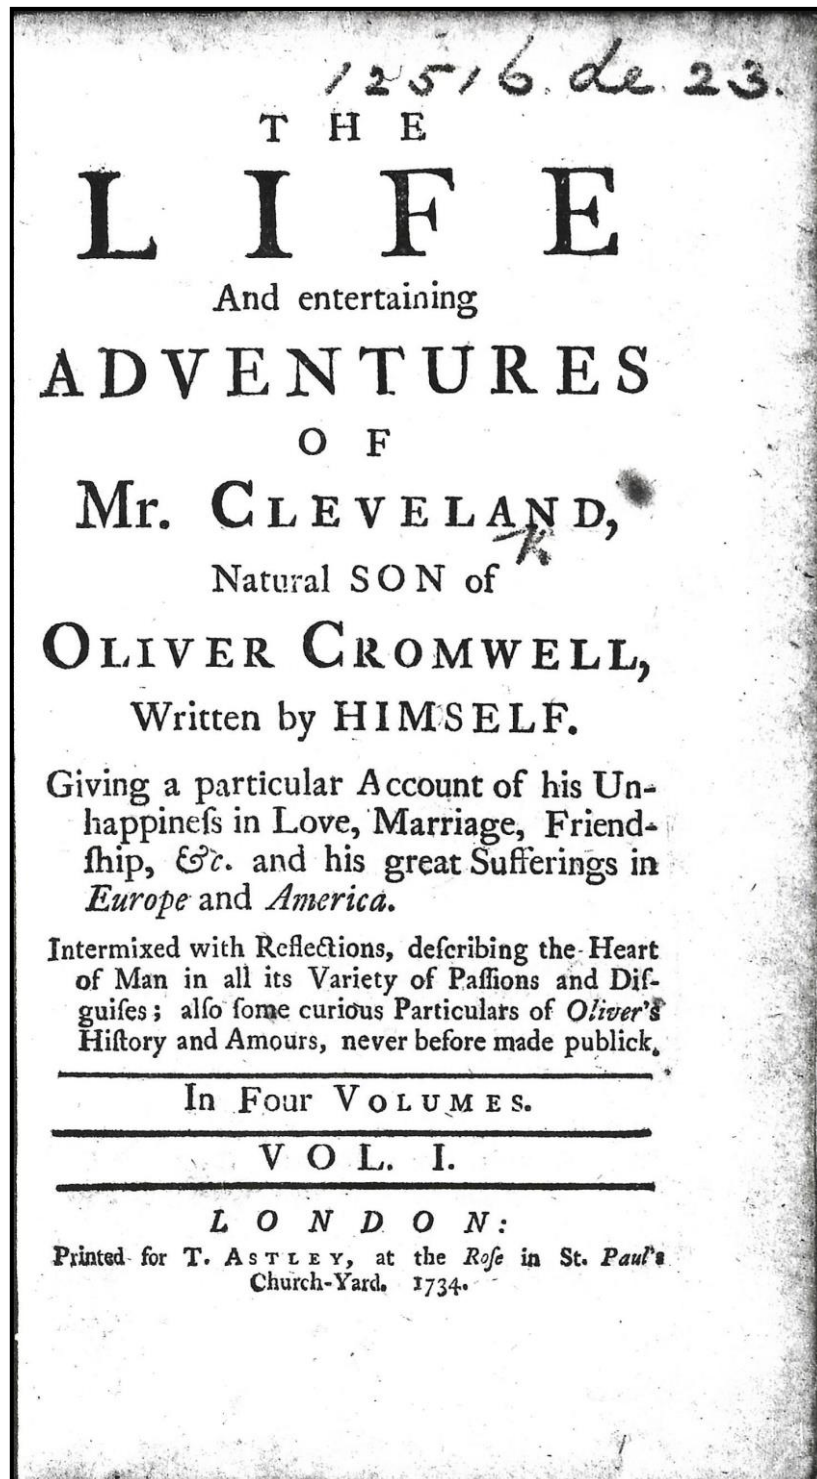 12516. de. 23.
THE
LIFE
And entertaining
ADVENTURES
OF
Mr. CLEVELAND,
Natural SON of
OLIVER CROMWELL,
Written by HIMSELF.
Giving a particular Account of his Un-
happineſs in Love, Marriage, Friend-
ſhip, &c. and his great Sufferings in
Europe and America.
Intermixed with Reflections, deſcribing the Heart
of Man in all its Variety of Paſſions and Diſ-
guiſes; alſo ſome curious Particulars of Oliver's
Hiſtory and Amours, never before made publick.
In Four VOLUMES.
VOL. I.
LONDON:
Printed for T. ASTLEY, at the Roſe in St. Paul's
Church-Yard. 1734.